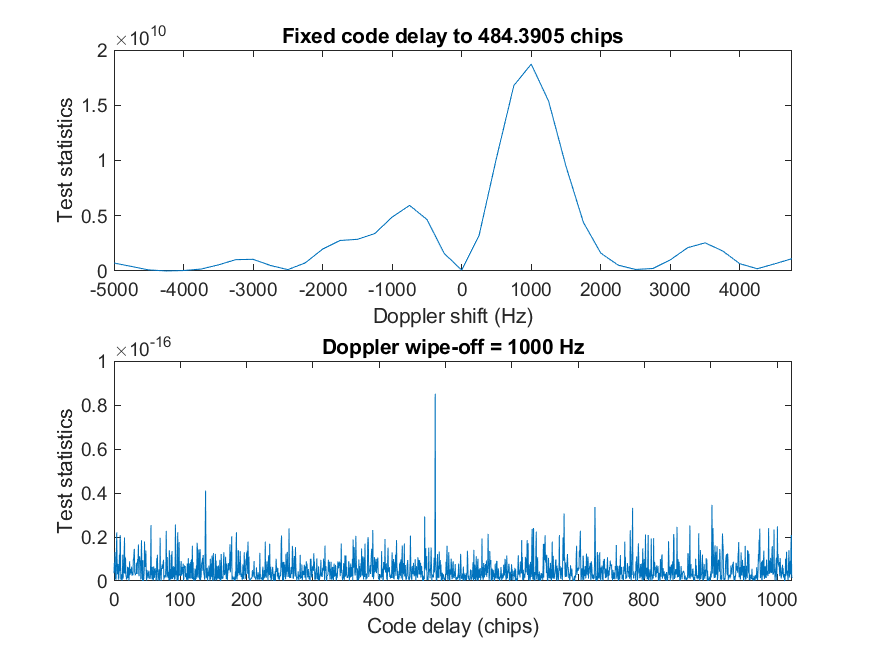 ×10^10
Fixed code delay to 484.3905 chips
2
1.5
1
0.5
0
Test statistics
-5000 -4000 -3000 -2000 -1000 0 1000 2000 3000 4000
Doppler shift (Hz)
×10^-16
Doppler wipe-off = 1000 Hz
1
0.8
0.6
0.4
0.2
0
Test statistics
0 100 200 300 400 500 600 700 800 900 1000
Code delay (chips)